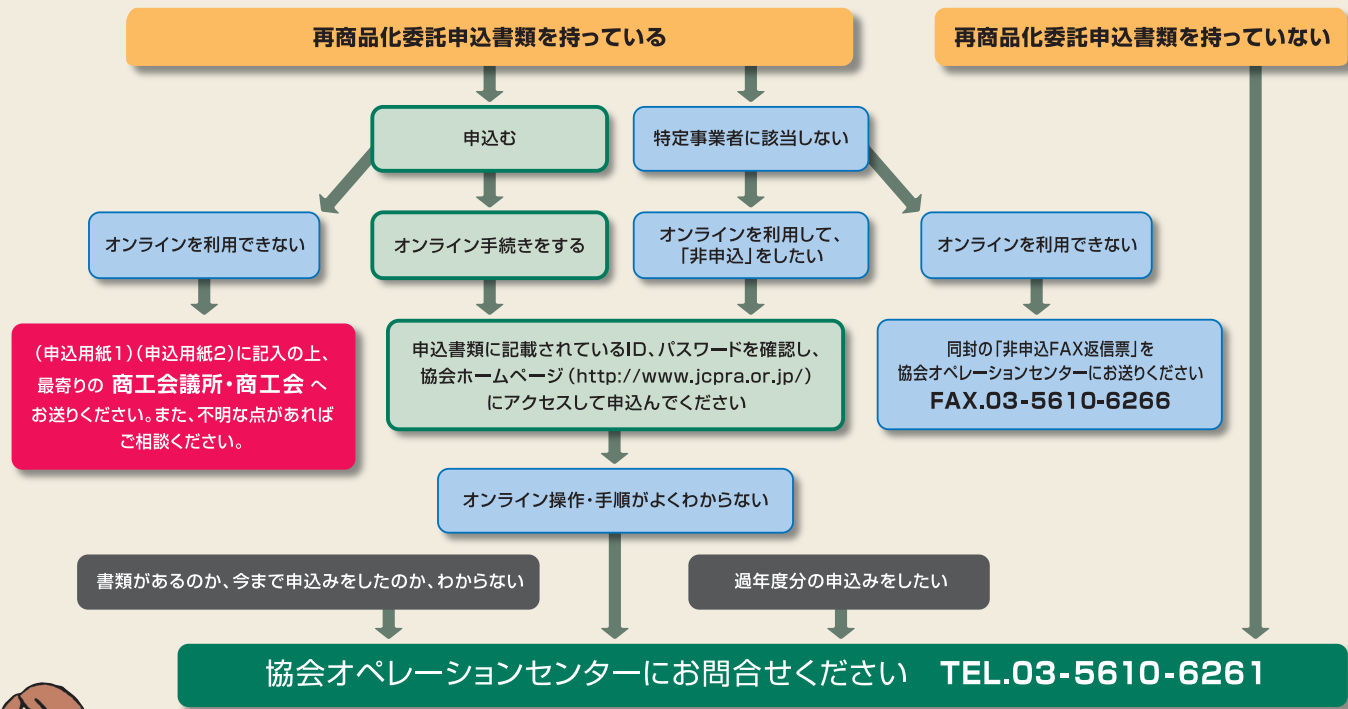 再商品化委託申込書類を持っている
再商品化委託申込書類を持っていない
申込む
特定事業者に該当しない
オンラインを利用できない
オンライン手続きをする
オンラインを利用して、
「非申込」をしたい
オンラインを利用できない
(申込用紙1)(申込用紙2)に記入の上、
最寄りの 商工会議所・商工会 へ
お送りください。また、不明な点があれば
ご相談ください。
申込書類に記載されているID、パスワードを確認し、
協会ホームページ(http://www.jcpra.or.jp/)
にアクセスして申込んでください
同封の「非申込FAX返信票」を
協会オペレーションセンターにお送りください
FAX.03-5610-6266
オンライン操作・手順がよくわからない
書類があるのか、今まで申込みをしたのか、わからない
過年度分の申込みをしたい
協会オペレーションセンターにお問合せください TEL.03-5610-6261